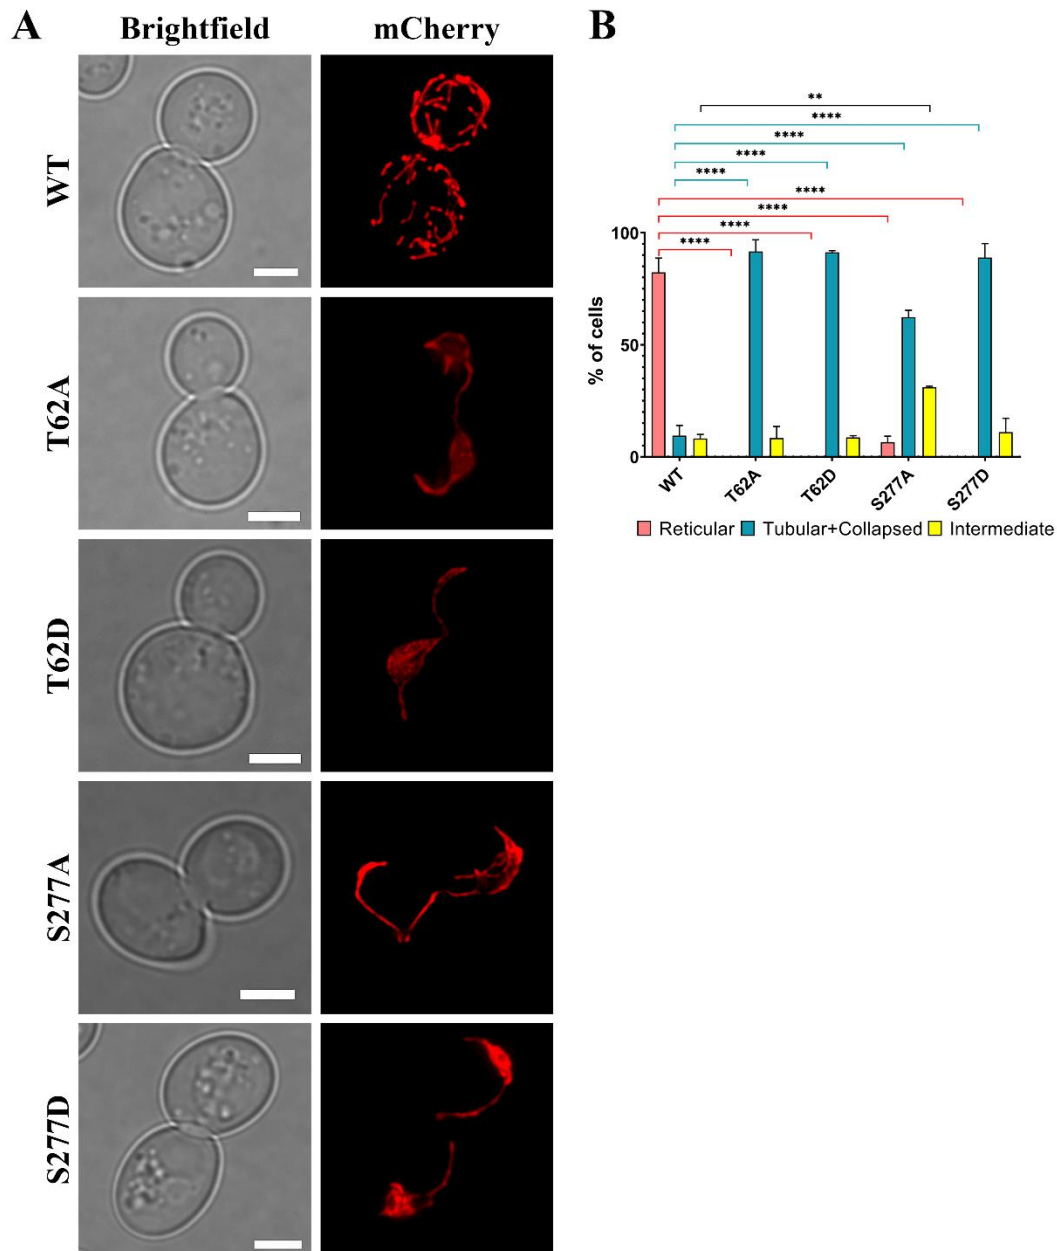 A
Brightfield
mCherry
WT
T62A
T62D
S277A
S277D
B
**
****
****
****
****
****
****
****
****
100
50
0
% of cells
WT
T62A
T62D
S277A
S277D
Reticular
Tubular+Collapsed
Intermediate